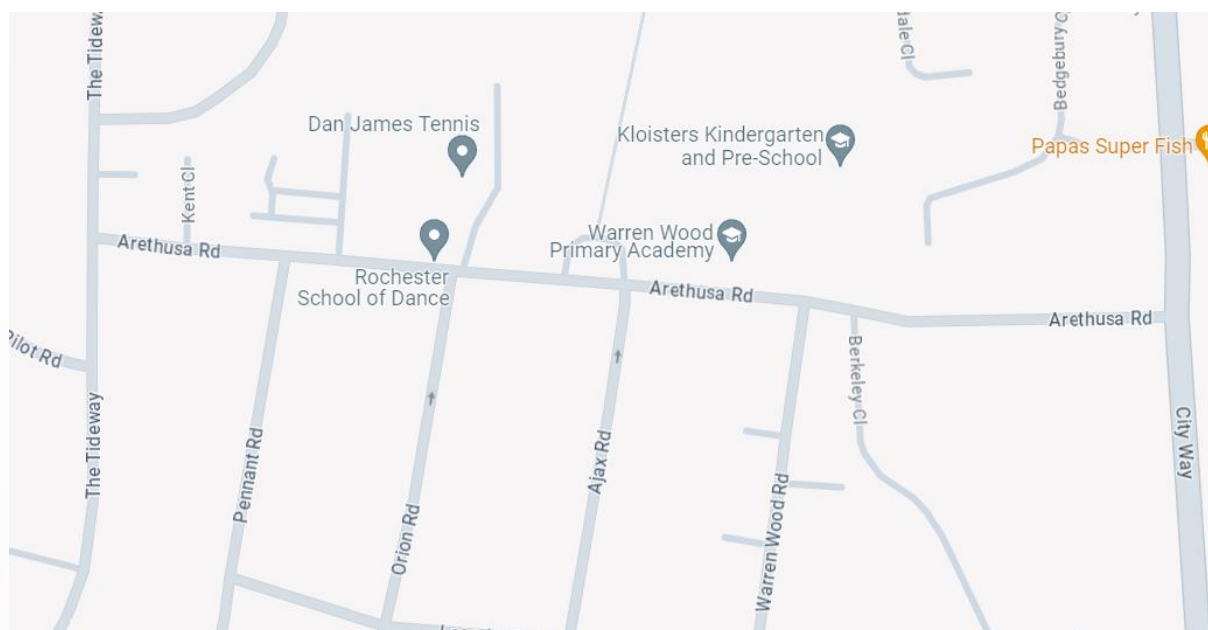 The Tidew
dale Cl
Bedgebury C
Dan James Tennis
Kloisters Kindergarten
and Pre-School
Papas Super Fish
Kent Cl
Arethusa Rd
Warren Wood
Primary Academy
Rochester
School of Dance
Arethusa Rd
Arethusa Rd
Pilot Rd
Berkeley Cl
The Tideway
City Way
Pennant Rd
Orion Rd
Ajax Rd
Warren Wood Rd